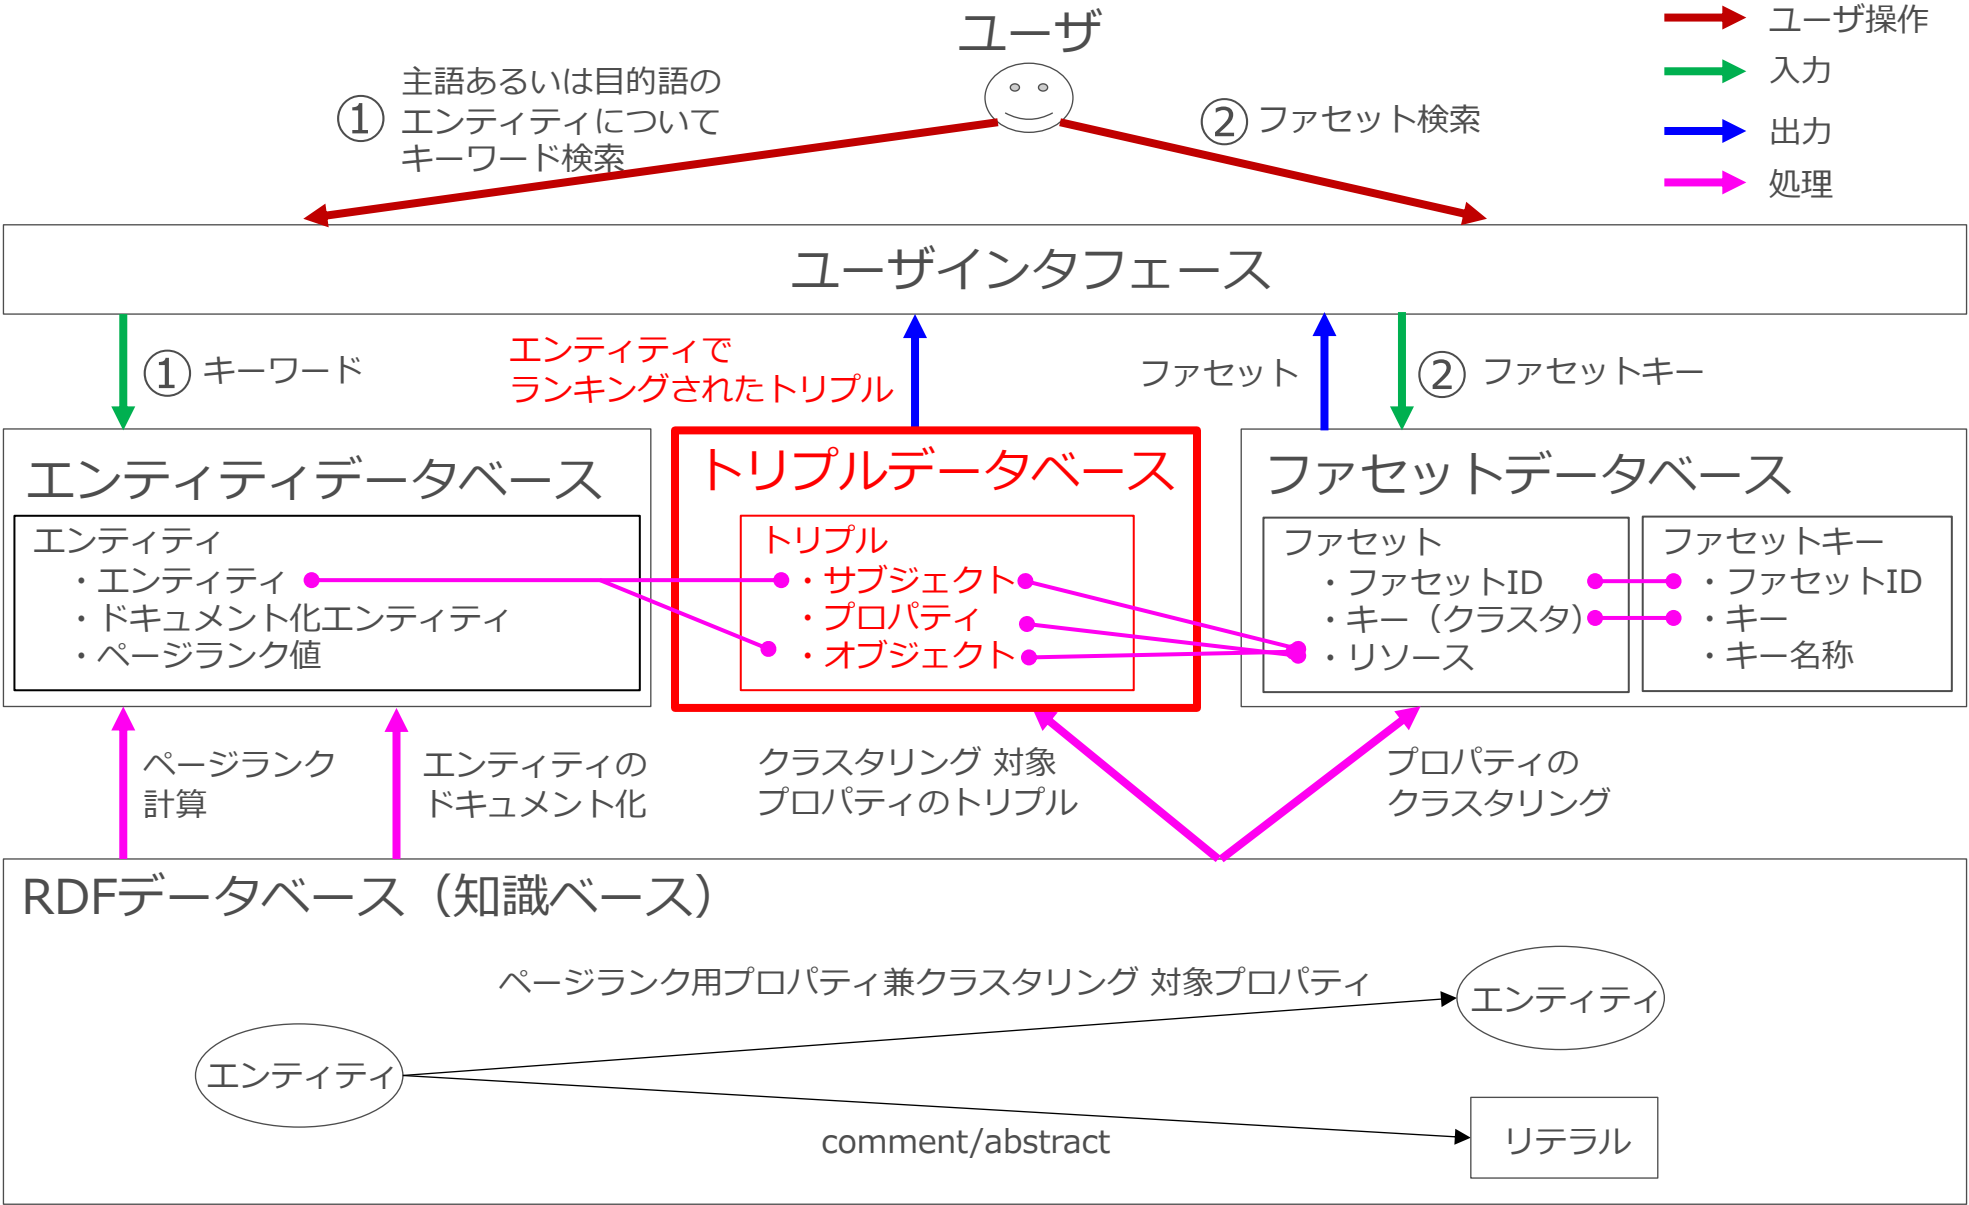 ユーザ
ユーザ操作
入力
出力
処理
① 主語あるいは目的語の
エンティティについて
キーワード検索
② ファセット検索
ユーザインタフェース
① キーワード
エンティティで
ランキングされたトリプル
ファセット
② ファセットキー
エンティティデータベース
エンティティ
・エンティティ
・ドキュメント化エンティティ
・ページランク値
トリプルデータベース
トリプル
・サブジェクト
・プロパティ
・オブジェクト
ファセットデータベース
ファセット
・ファセットID
・キー（クラスタ）
・リソース
ファセットキー
・ファセットID
・キー
・キー名称
ページランク
計算
エンティティの
ドキュメント化
クラスタリング 対象
プロパティのトリプル
プロパティの
クラスタリング
RDFデータベース（知識ベース）
ページランク用プロパティ兼クラスタリング 対象プロパティ
エンティティ
エンティティ
comment/abstract
リテラル